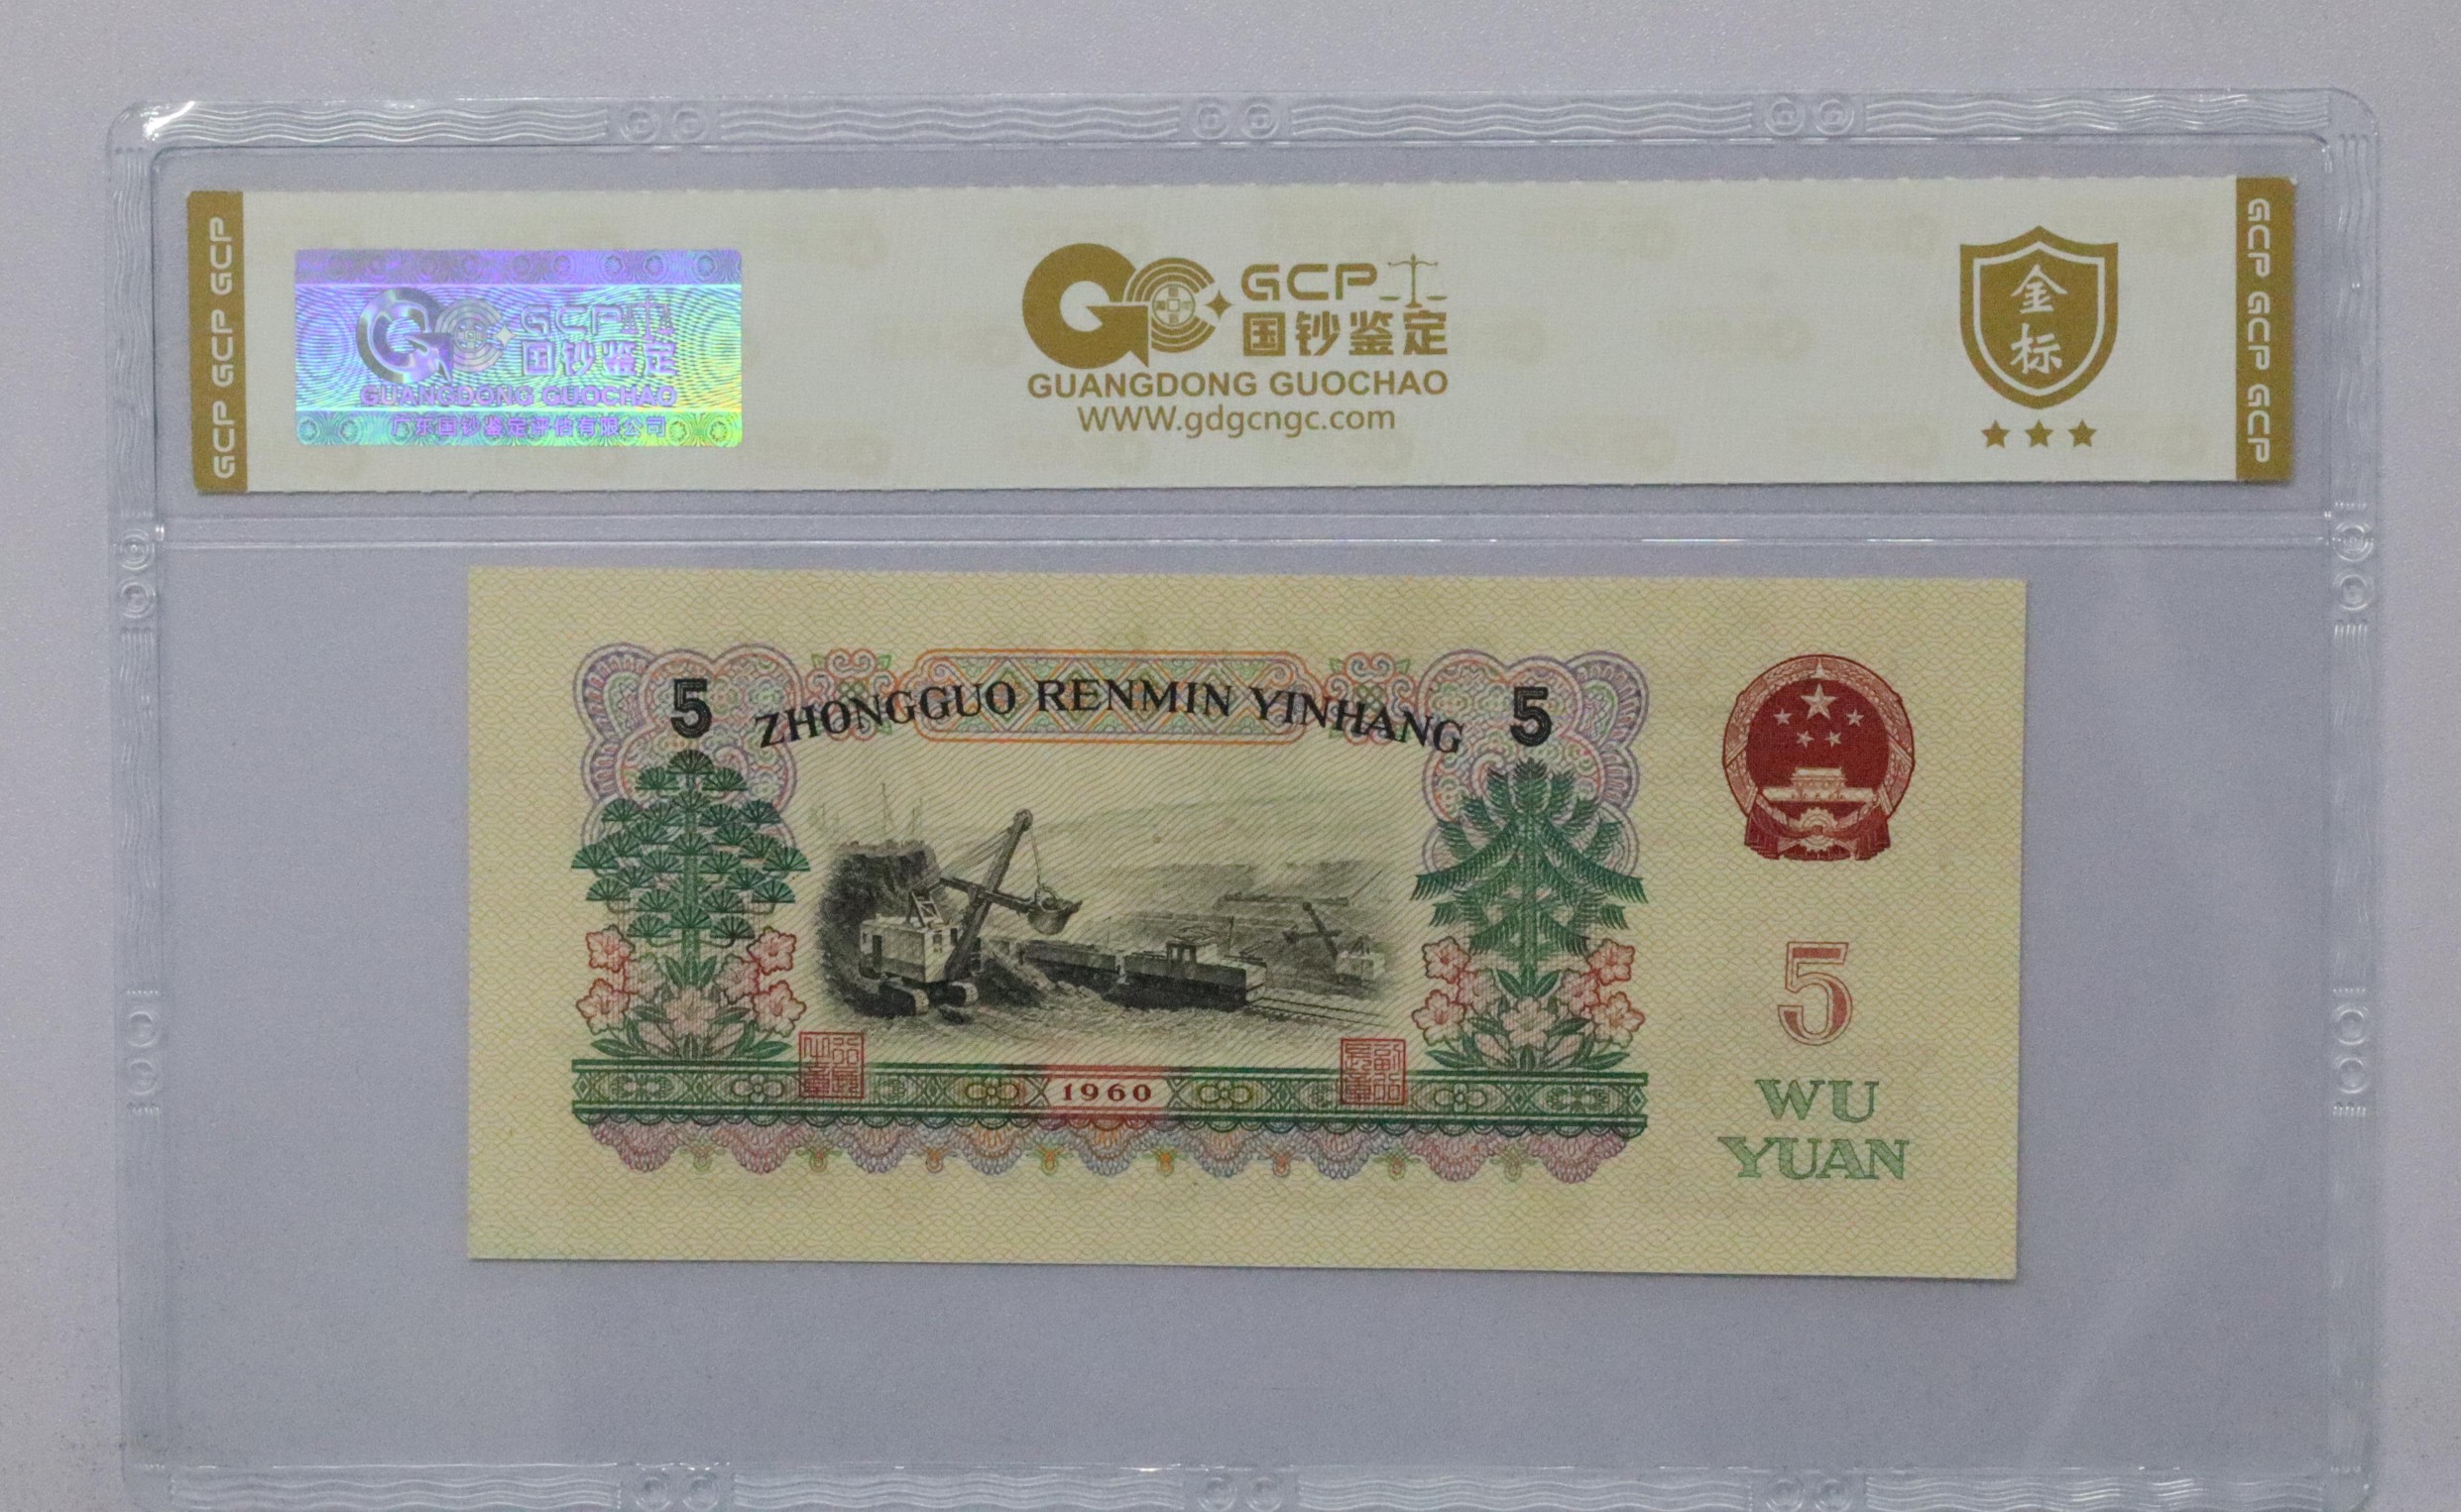 GCP GCP GCP
GCP
国钞鉴定
GUANGDONG GUOCHAO
广东国钞鉴定评估有限公司
GCP
国钞鉴定
GUANGDONG GUOCHAO
WWW.gdgcngc.com
金
标
GCP GCP GCP
5 ZHONGGUO RENMIN YINHANG 5
5
1960
WU
YUAN